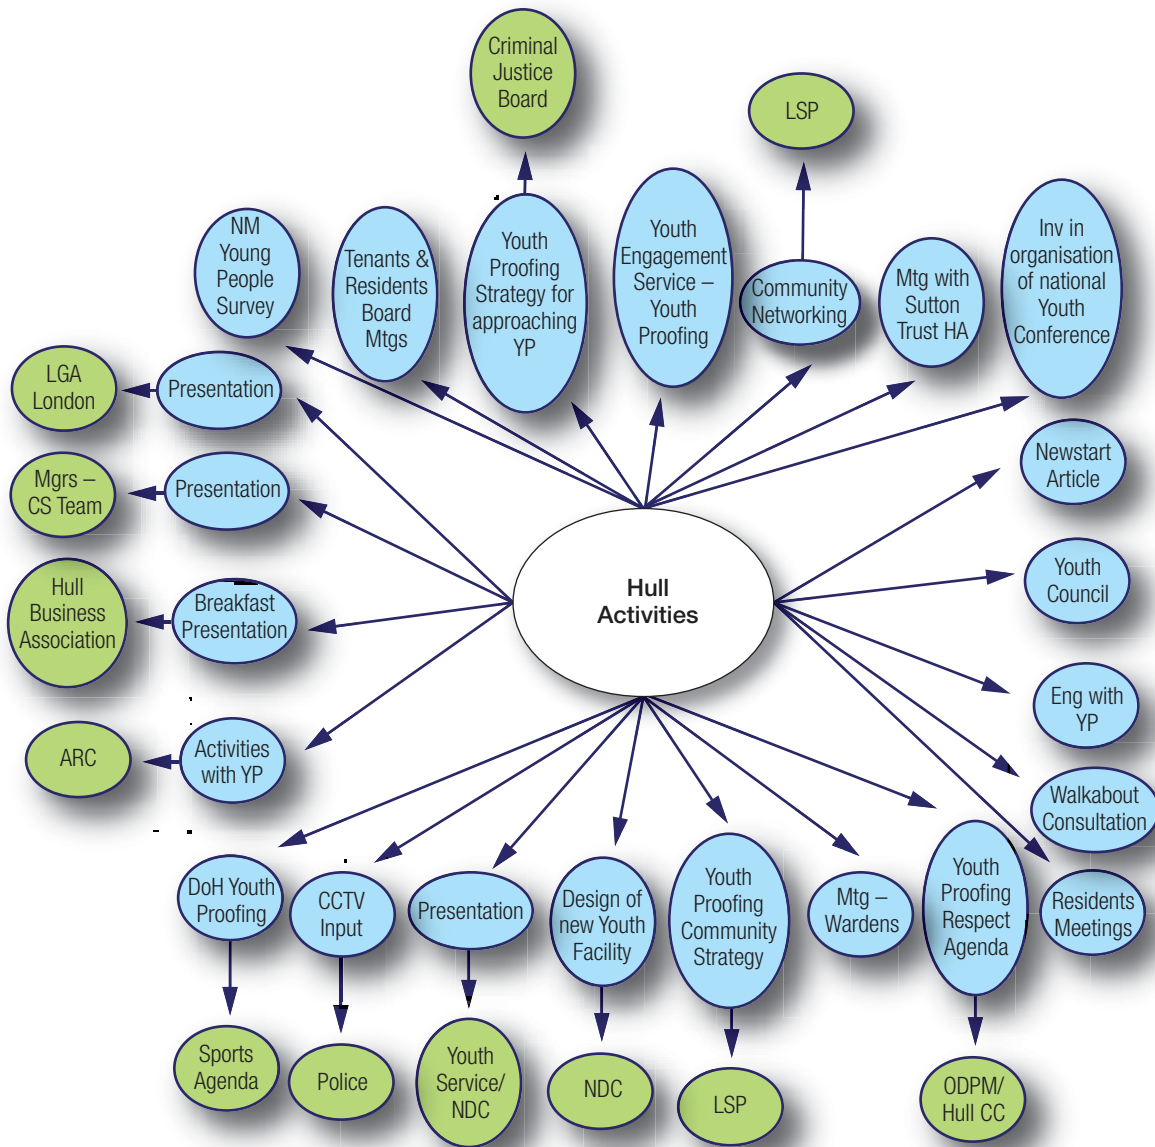 Criminal
Justice
Board
LSP
NM
Young
People
Survey
Tenants &
Residents
Board
Mtgs
Youth
Proofing
Strategy for
approaching
YP
Youth
Engagement
Service –
Youth
Proofing
Community
Networking
Mtg with
Sutton
Trust HA
Inv in
organisation
of national
Youth
Conference
LGA
London
Presentation
Newstart
Article
Mgrs –
CS Team
Presentation
Hull
Activities
Youth
Council
Hull
Business
Association
Breakfast
Presentation
Eng with
YP
ARC
Activities
with YP
Walkabout
Consultation
DoH Youth
Proofing
CCTV
Input
Presentation
Design of
new Youth
Facility
Youth
Proofing
Community
Strategy
Mtg –
Wardens
Youth
Proofing
Respect
Agenda
Residents
Meetings
Sports
Agenda
Police
Youth
Service/
NDC
NDC
LSP
ODPM/
Hull CC